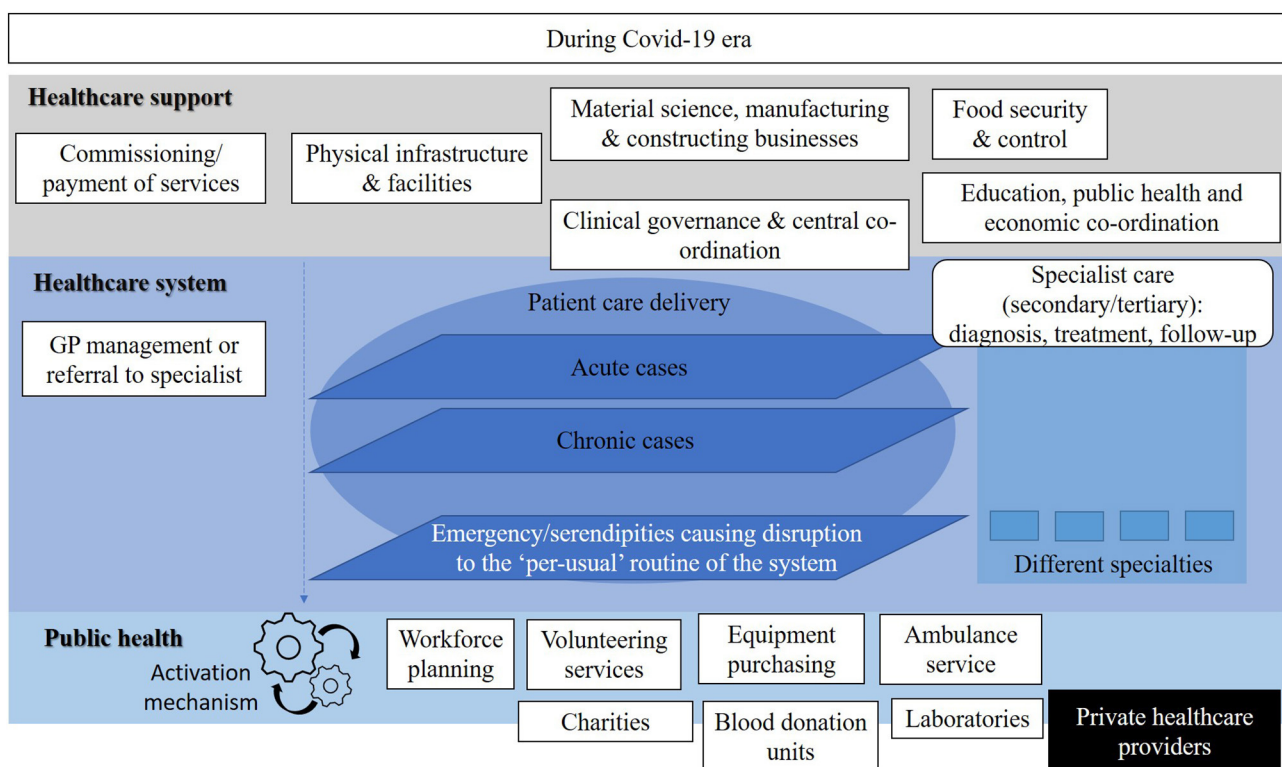 During Covid-19 era
Healthcare support
Commissioning/
payment of services
Physical infrastructure
& facilities
Material science, manufacturing
& constructing businesses
Food security
& control
Clinical governance & central co-
ordination
Education, public health and
economic co-ordination
Healthcare system
GP management or
referral to specialist
Patient care delivery
Acute cases
Chronic cases
Emergency/serendipities causing disruption
to the ‘per-usual’ routine of the system
Specialist care
(secondary/tertiary):
diagnosis, treatment, follow-up
Different specialties
Public health
Activation
mechanism
Workforce
planning
Volunteering
services
Equipment
purchasing
Ambulance
service
Charities
Blood donation
units
Laboratories
Private healthcare
providers